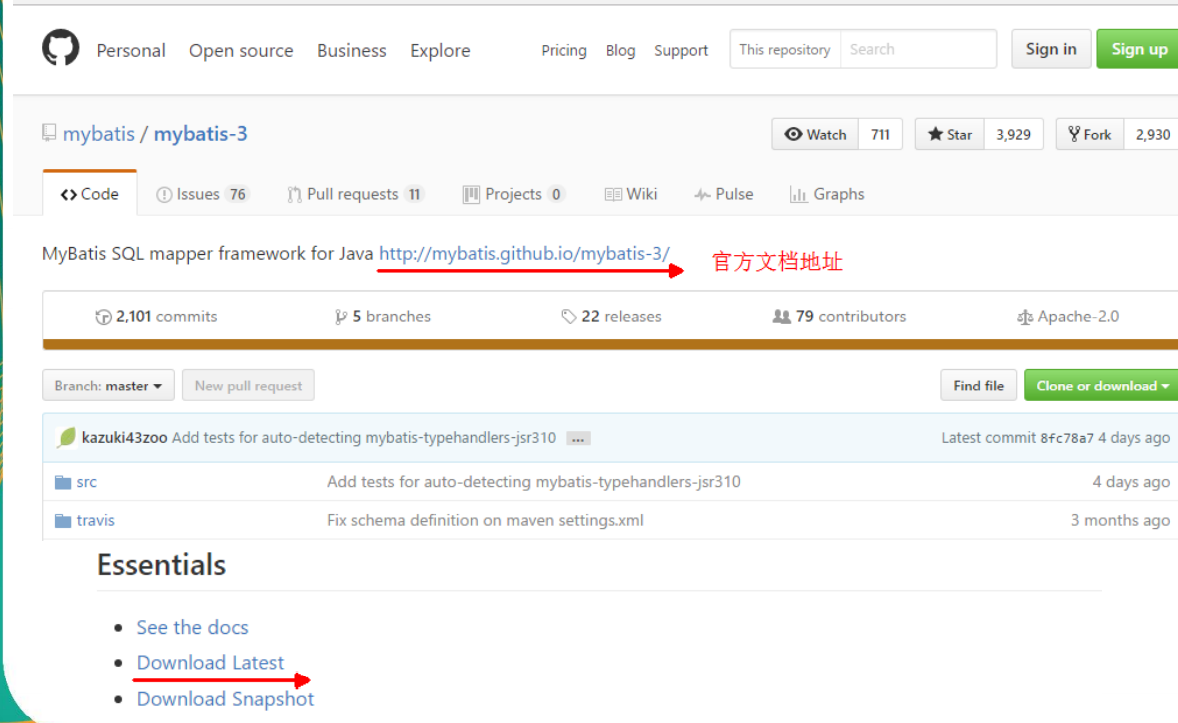 Personal Open source Business Explore Pricing Blog Support This repository Search Sign in Sign up
mybatis / mybatis-3 Watch 711 Star 3,929 Fork 2,930
Code Issues 76 Pull requests 11 Projects 0 Wiki Pulse Graphs
MyBatis SQL mapper framework for Java http://mybatis.github.io/mybatis-3/ 官方文档地址
2,101 commits 5 branches 22 releases 79 contributors Apache-2.0
Branch: master New pull request Find file Clone or download
kazuki43zoo Add tests for auto-detecting mybatis-typehandlers-jsr310 ... Latest commit 8fc78a7 4 days ago
src Add tests for auto-detecting mybatis-typehandlers-jsr310 4 days ago
travis Fix schema definition on maven settings.xml 3 months ago
Essentials
See the docs
Download Latest
Download Snapshot